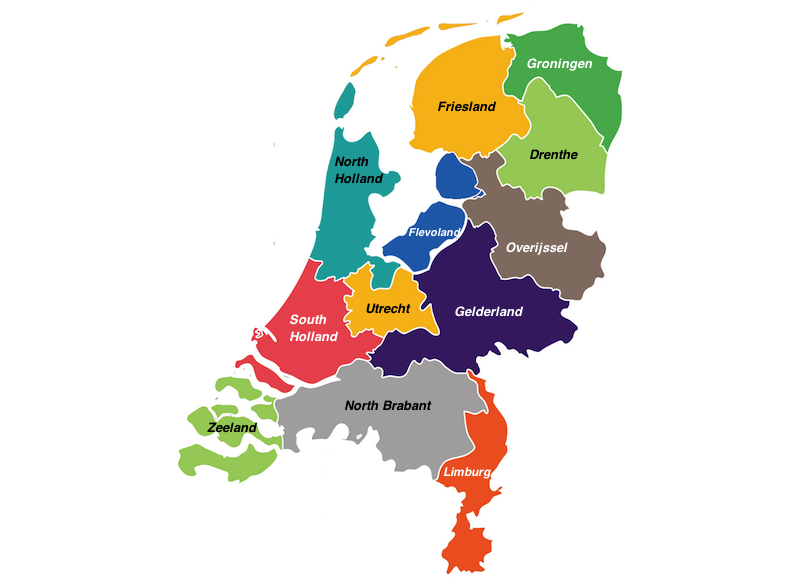 Groningen
Friesland
Drenthe
North
Holland
Flevoland
Overijssel
Utrecht
Gelderland
South
Holland
North Brabant
Zeeland
Limburg